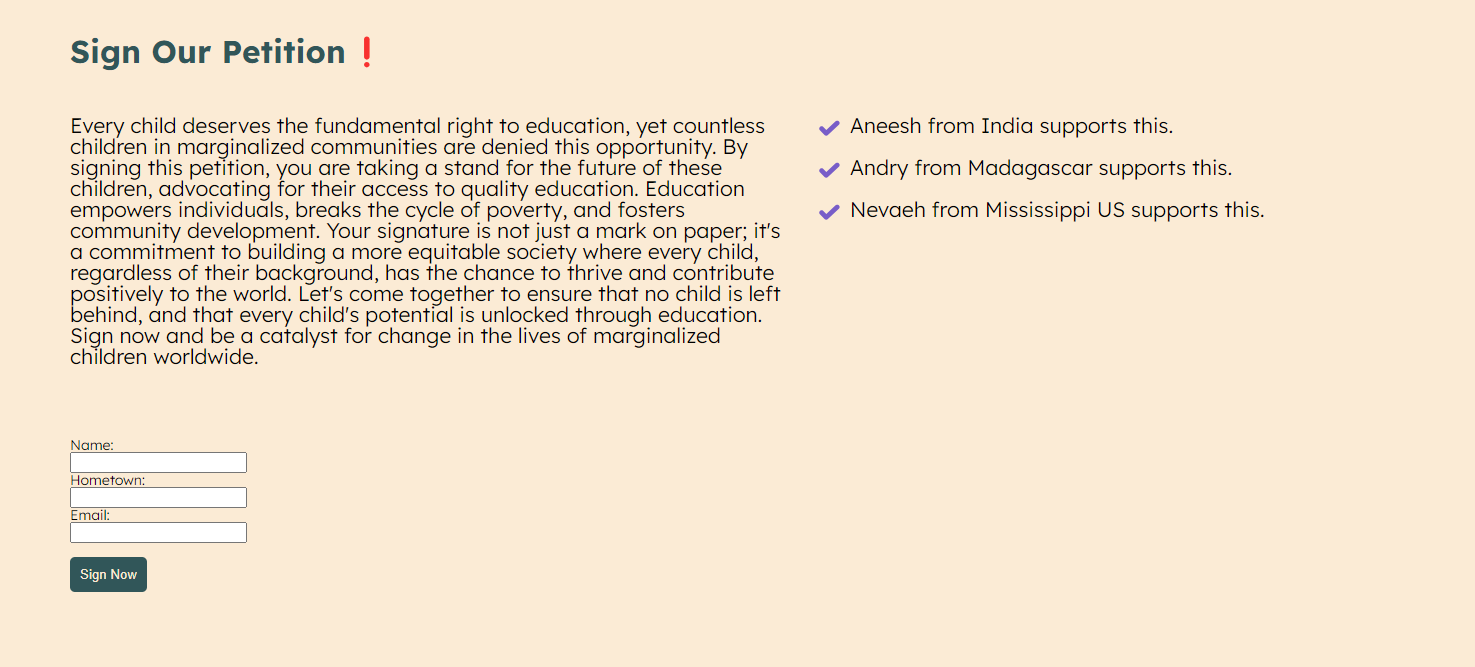 Sign Our Petition❗
Every child deserves the fundamental right to education, yet countless
children in marginalized communities are denied this opportunity. By
signing this petition, you are taking a stand for the future of these
children, advocating for their access to quality education. Education
empowers individuals, breaks the cycle of poverty, and fosters
community development. Your signature is not just a mark on paper; it's
a commitment to building a more equitable society where every child,
regardless of their background, has the chance to thrive and contribute
positively to the world. Let's come together to ensure that no child is left
behind, and that every child's potential is unlocked through education.
Sign now and be a catalyst for change in the lives of marginalized
children worldwide.
✔ Aneesh from India supports this.
✔ Andry from Madagascar supports this.
✔ Nevaeh from Mississippi US supports this.
Name:
Hometown:
Email:
Sign Now